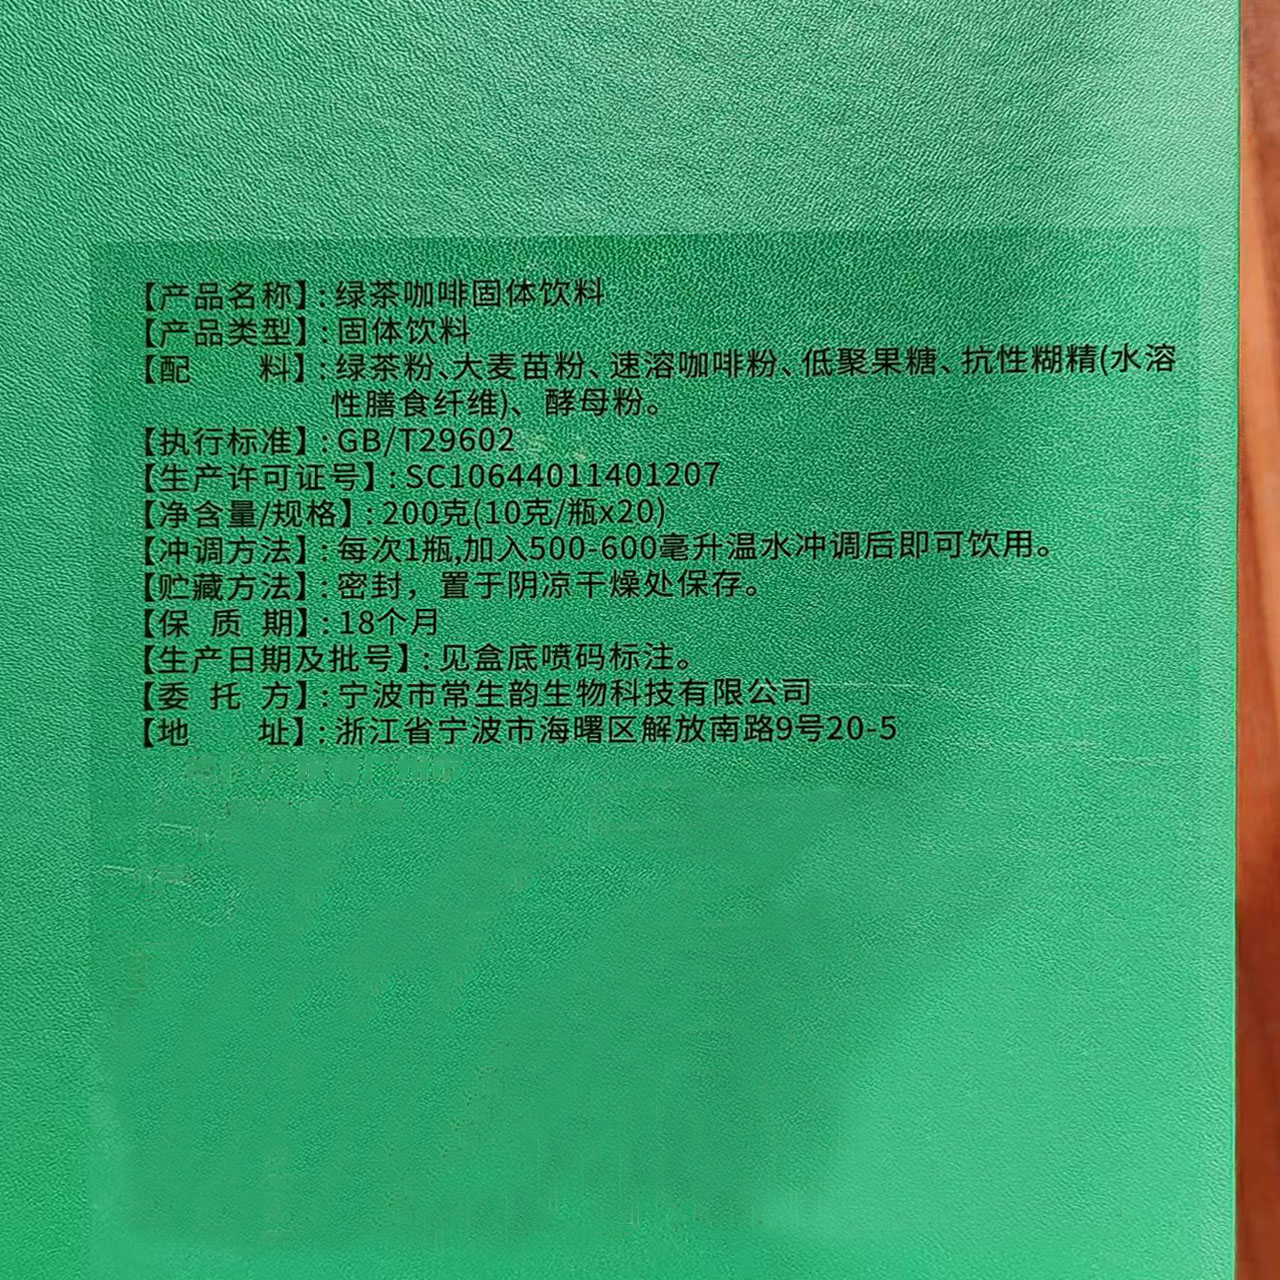 【产品名称】:绿茶咖啡固体饮料
【产品类型】:固体饮料
【配 料】:绿茶粉、大麦苗粉、速溶咖啡粉、低聚果糖、抗性糊精(水溶
性膳食纤维)、酵母粉。
【执行标准】:GB/T29602
【生产许可证号】:SC10644011401207
【净含量/规格】:200克(10克/瓶x20)
【冲调方法】:每次1瓶,加入500-600毫升温水冲调后即可饮用。
【贮藏方法】:密封，置于阴凉干燥处保存。
【保 质 期】:18个月
【生产日期及批号】:见盒底喷码标注。
【委 托 方】:宁波市常生韵生物科技有限公司
【地 址】:浙江省宁波市海曙区解放南路9号20-5